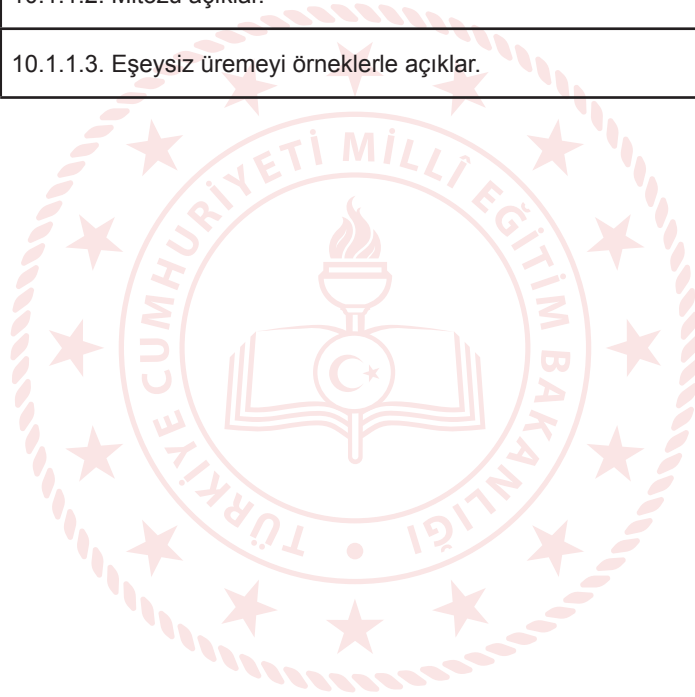 10.1.1.2. Mitozu açıklar.
10.1.1.3. Eşeysiz üremeyi örneklerle açıklar.
TÜRKİYE CUMHURİYETİ MİLLÎ EĞİTİM BAKANLIĞI